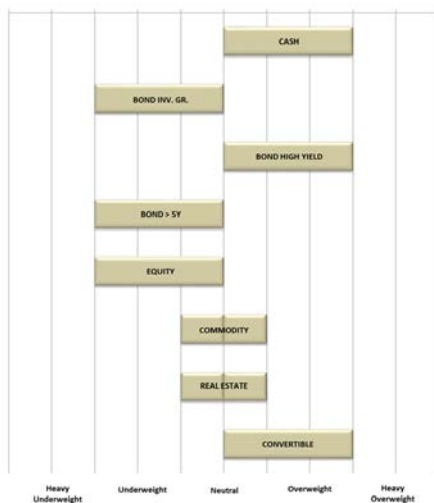 CASH
BOND INV. GR.
BOND HIGH YIELD
BOND > 5Y
EQUITY
COMMODITY
REAL ESTATE
CONVERTIBLE
Heavy Underweight Neutral Overweight Heavy
Underweight Overweight